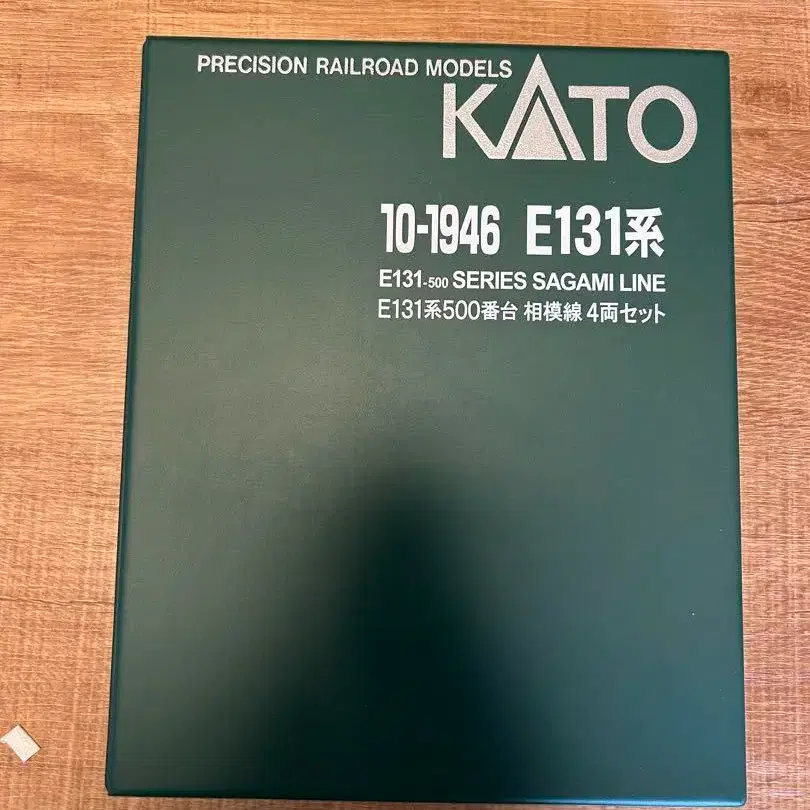 PRECISION RAILROAD MODELS
KATO
10-1946 E131系
E131-500 SERIES SAGAMI LINE
E131系500番台 相模線 4両セット